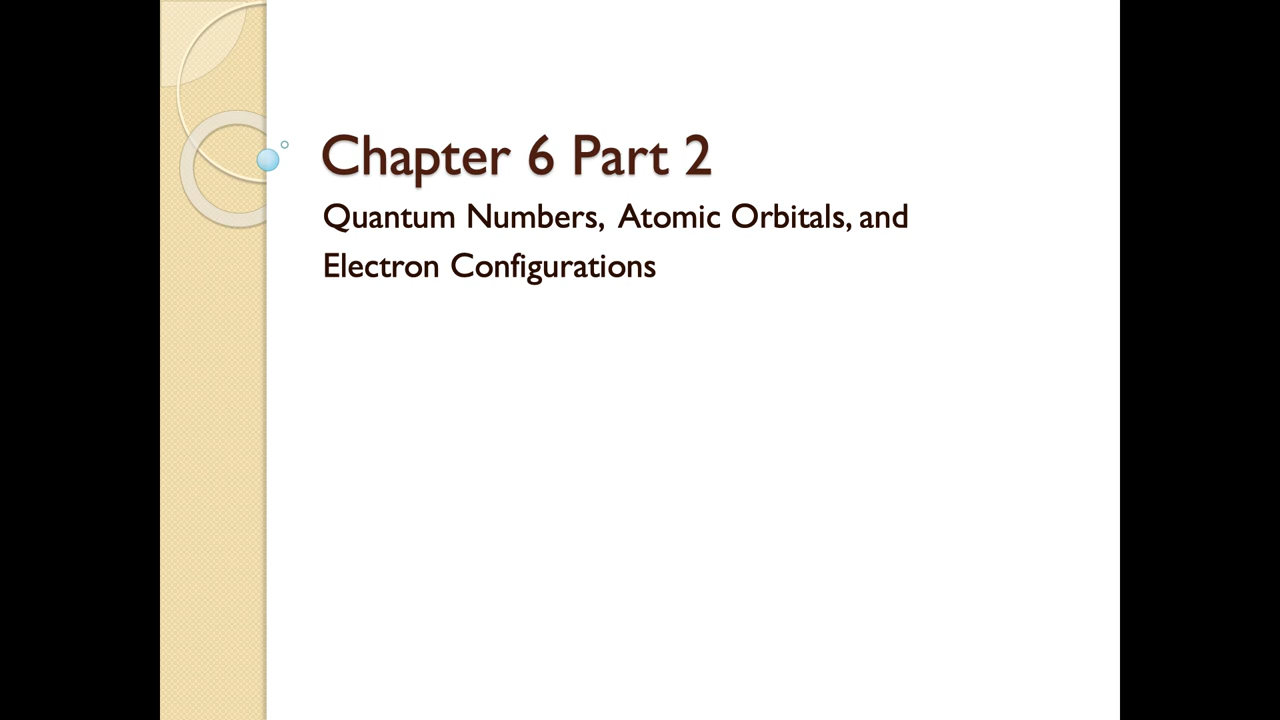 Chapter 6 Part 2
Quantum Numbers, Atomic Orbitals, and
Electron Configurations